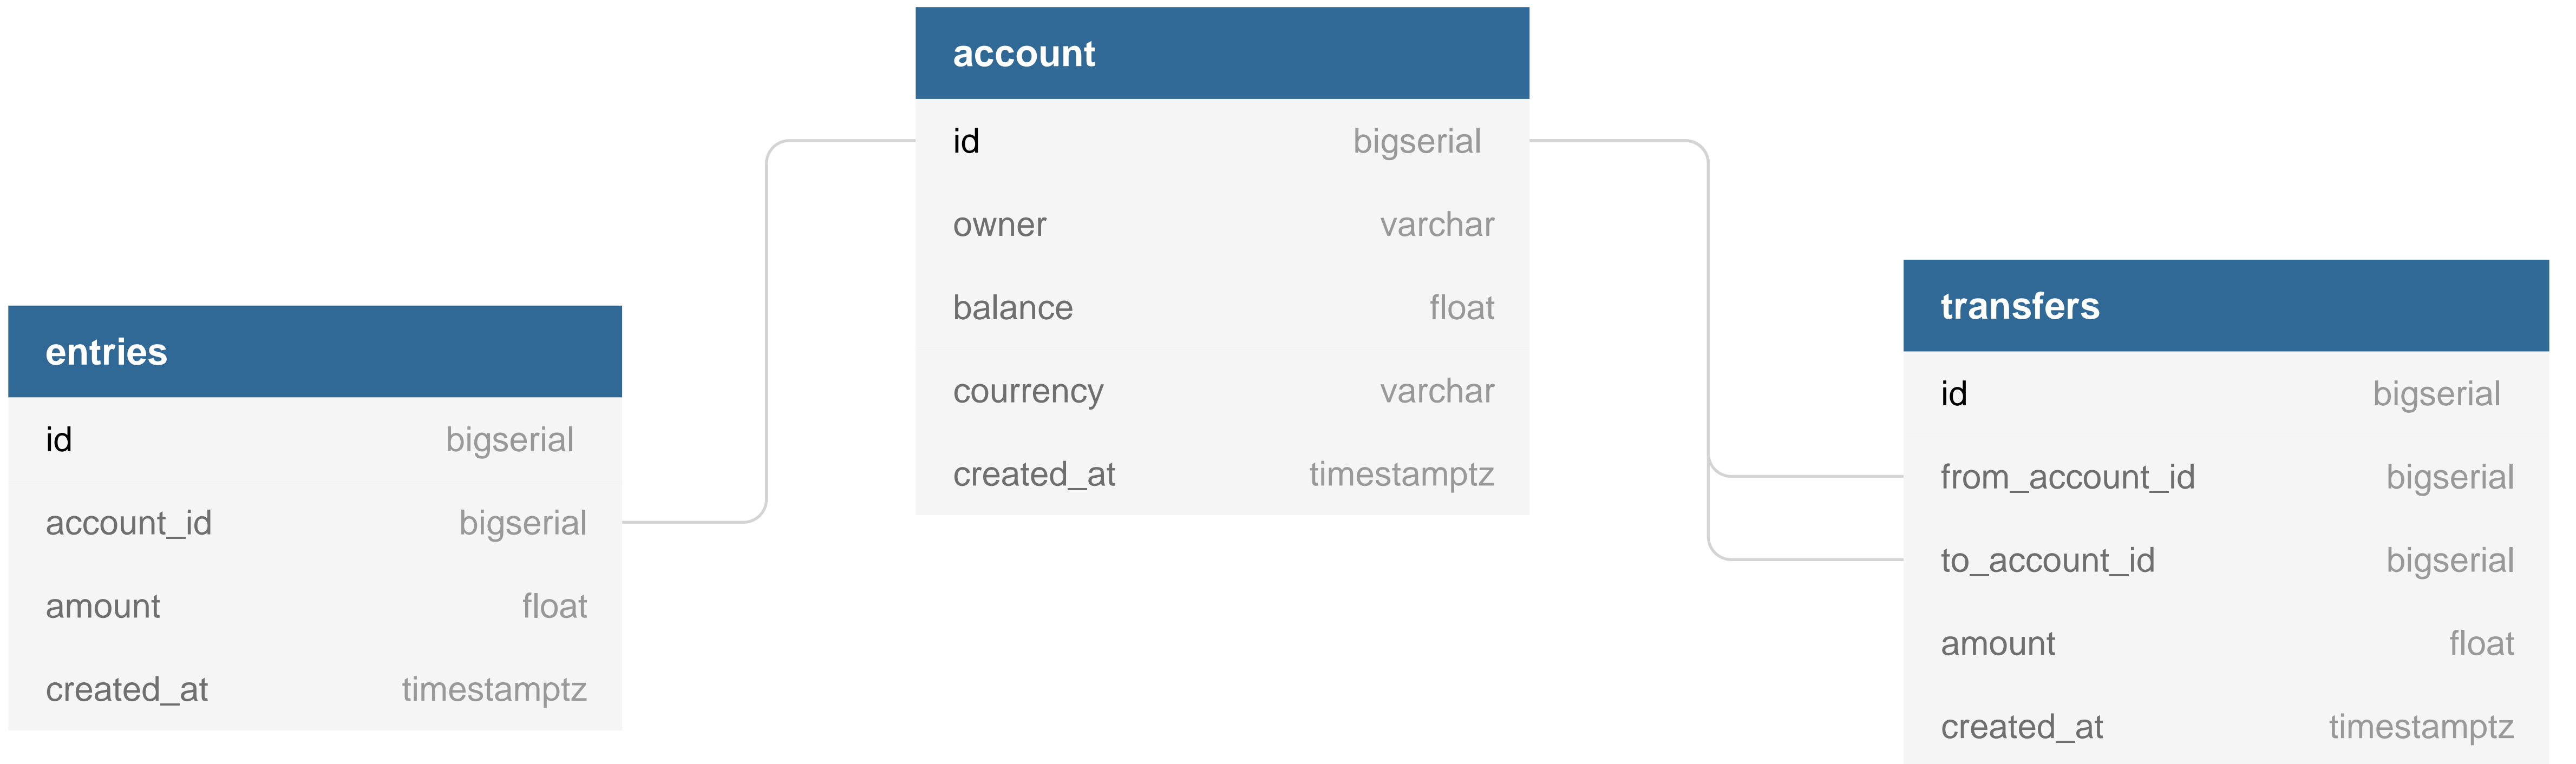 account
id bigserial
owner varchar
balance float
courrency varchar
created_at timestamptz
entries
id bigserial
account_id bigserial
amount float
created_at timestamptz
transfers
id bigserial
from_account_id bigserial
to_account_id bigserial
amount float
created_at timestamptz